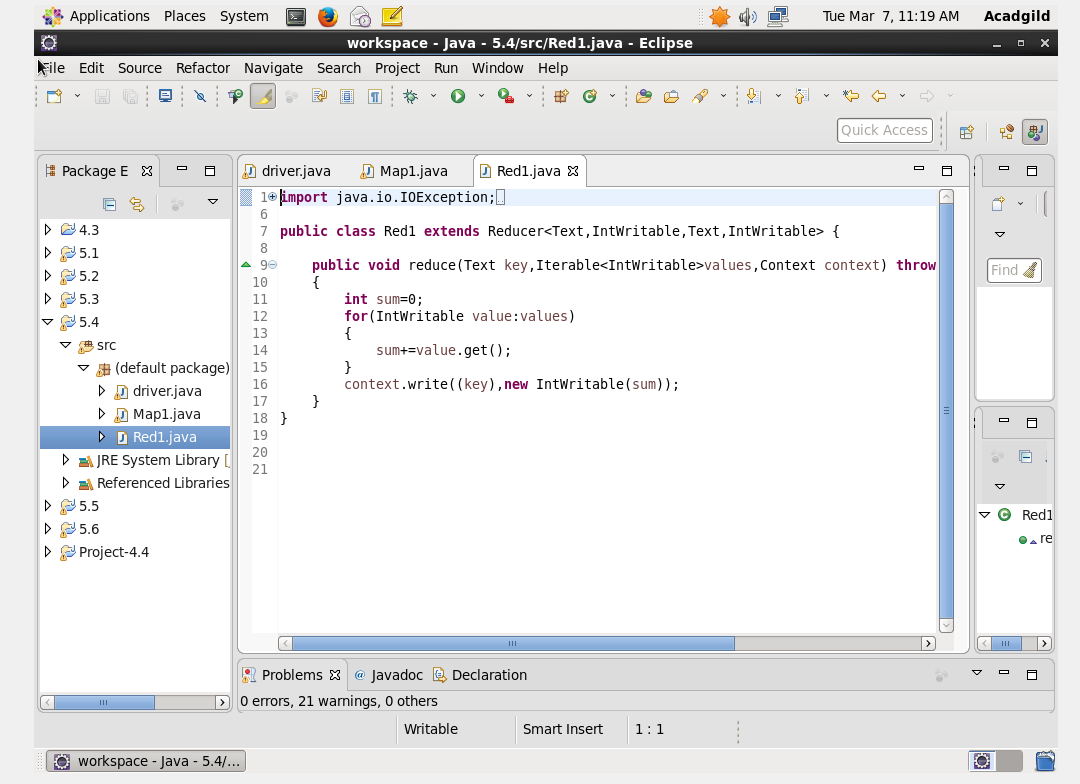 Applications Places System Tue Mar 7, 11:19 AM Acadgild
workspace - Java - 5.4/src/Red1.java - Eclipse
File Edit Source Refactor Navigate Search Project Run Window Help
Quick Access
Package E
driver.java Map1.java Red1.java
4.3
5.1
5.2
5.3
5.4
src
(default package)
driver.java
Map1.java
Red1.java
JRE System Library [
Referenced Libraries
5.5
5.6
Project-4.4
1 import java.io.IOException;
6
7 public class Red1 extends Reducer<Text,IntWritable,Text,IntWritable> {
8
9 public void reduce(Text key,Iterable<IntWritable>values,Context context) throw
10 {
11 int sum=0;
12 for(IntWritable value:values)
13 {
14 sum+=value.get();
15 }
16 context.write((key),new IntWritable(sum));
17 }
18 }
19
20
21
Find
Red1
re
Problems @ Javadoc Declaration
0 errors, 21 warnings, 0 others
Writable Smart Insert 1 : 1
workspace - Java - 5.4/...